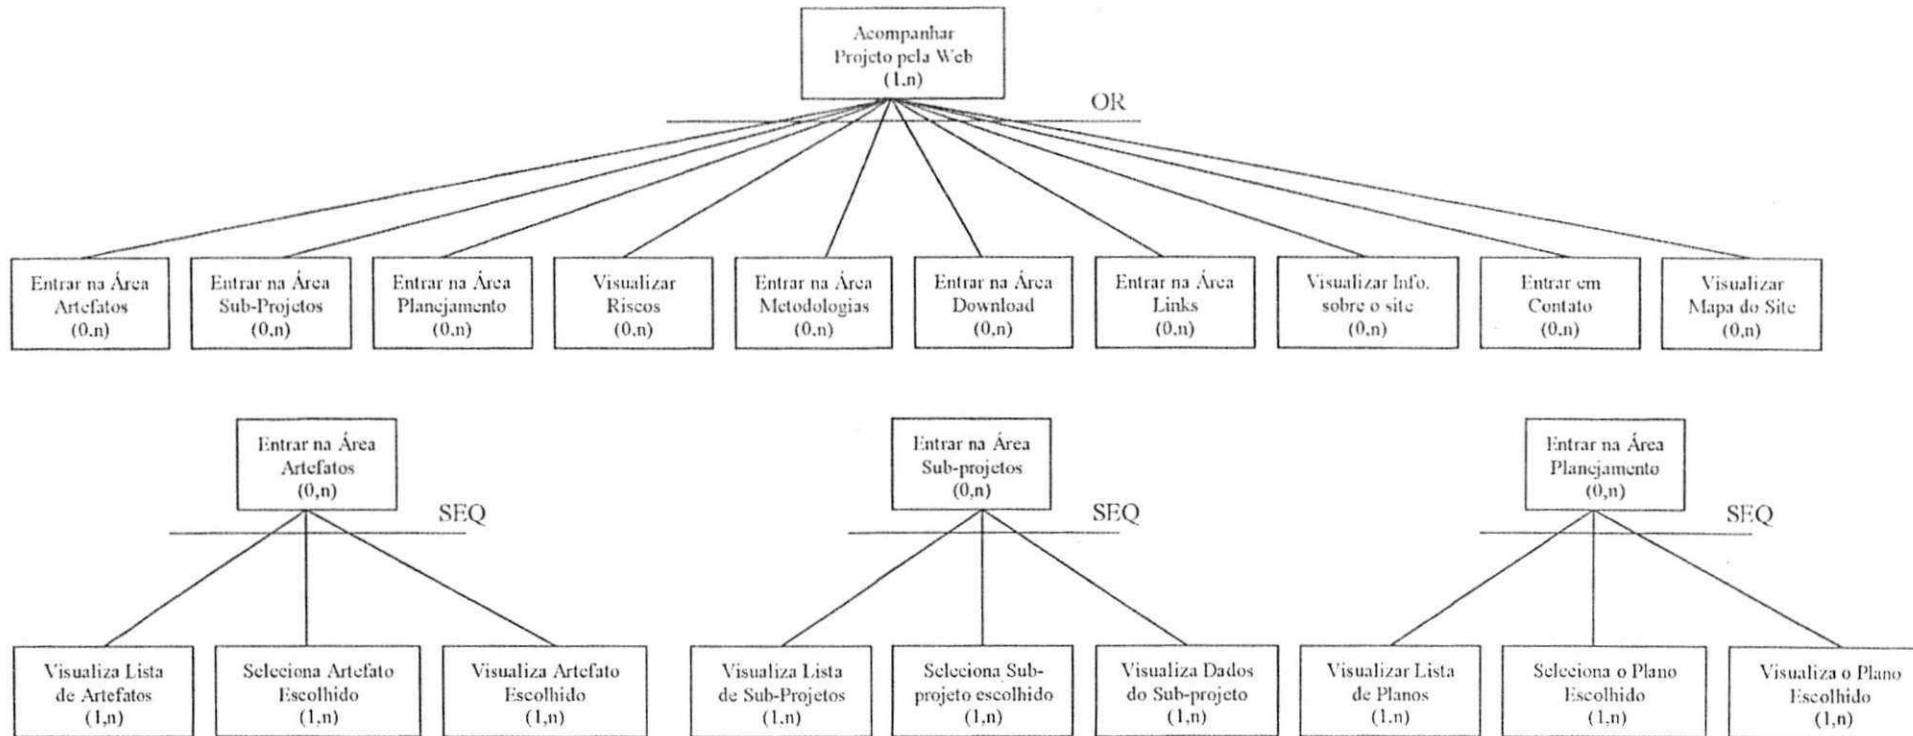 Acompanhar
Projeto pela Web
(1.n)
OR
Entrar na Área
Artefatos
(0.n)
Entrar na Área
Sub-Projetos
(0,n)
Entrar na Área
Planejamento
(0,n)
Visualizar
Riscos
(0,n)
Entrar na Área
Metodologias
(0,n)
Entrar na Área
Download
(0,n)
Entrar na Área
Links
(0,n)
Visualizar Info.
sobre o site
(0,n)
Entrar em
Contato
(0,n)
Visualizar
Mapa do Site
(0,n)
Entrar na Área
Artefatos
(0,n)
SEQ
Visualiza Lista
de Artefatos
(1,n)
Seleciona Artefato
Escolhido
(1,n)
Visualiza Artefato
Escolhido
(1,n)
Entrar na Área
Sub-projetos
(0,n)
SEQ
Visualiza Lista
de Sub-Projetos
(1.n)
Seleciona Sub-
projeto escolhido
(1,n)
Visualiza Dados
do Sub-projeto
(1,n)
Entrar na Área
Planejamento
(0,n)
SEQ
Visualizar Lista
de Planos
(1.n)
Seleciona o Plano
Escolhido
(1,n)
Visualiza o Plano
Escolhido
(1,n)